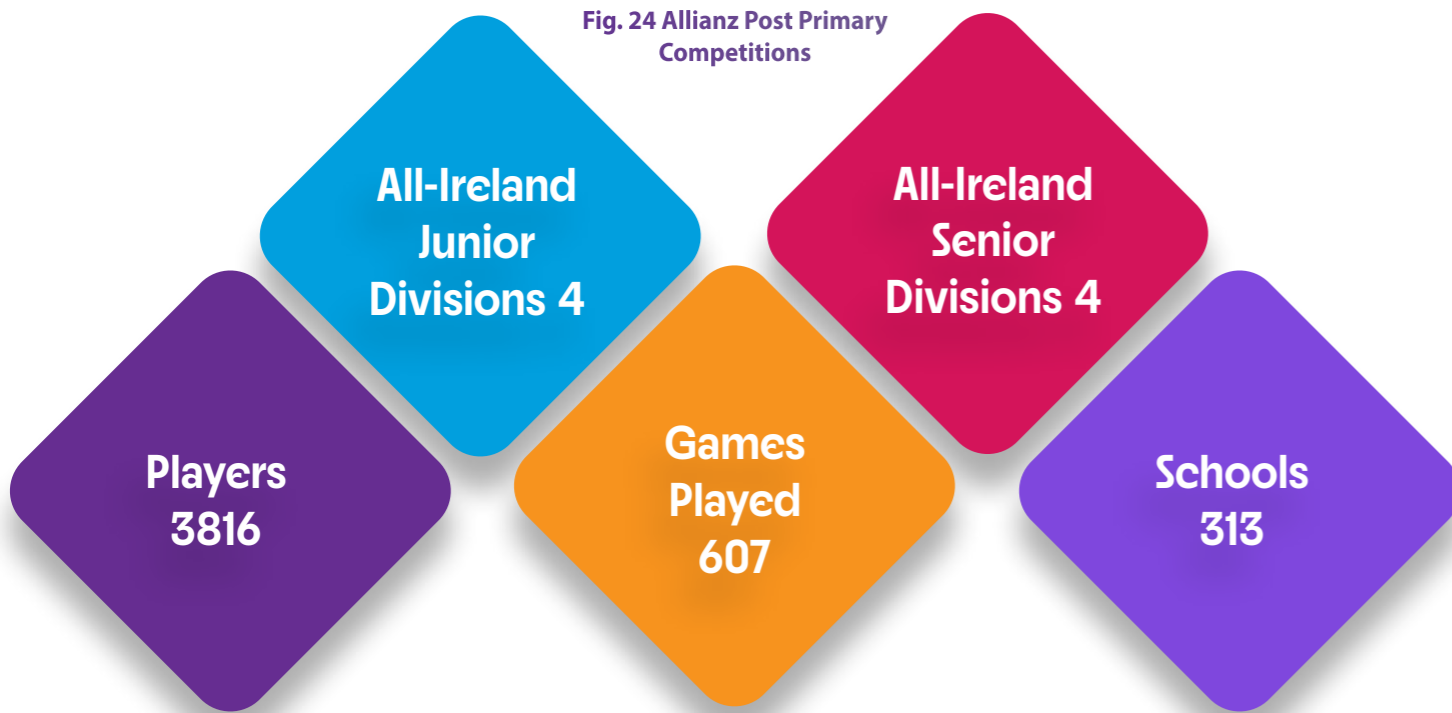 Fig. 24 Allianz Post Primary
Competitions
All-Ireland
Junior
Divisions 4
All-Ireland
Senior
Divisions 4
Players
3816
Games
Played
607
Schools
313